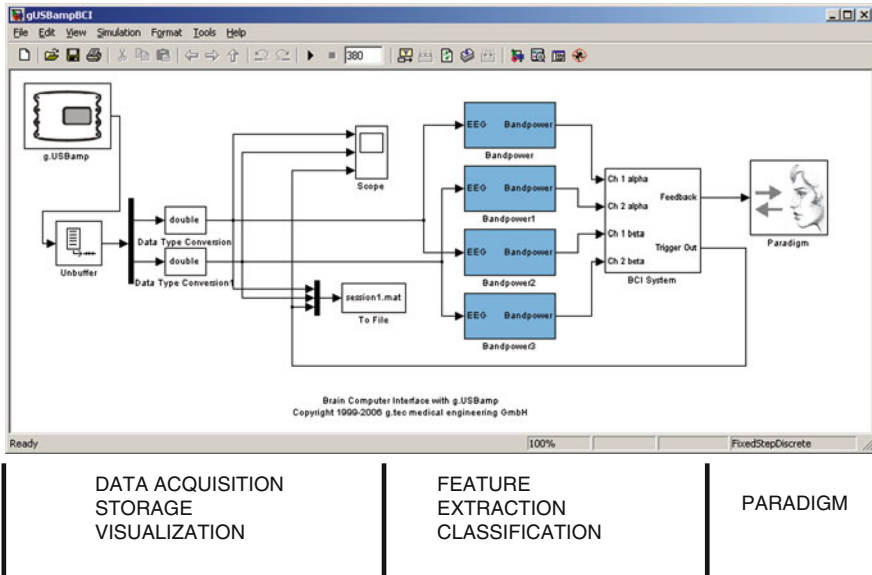 gUSBampBCI
File Edit View Simulation Format Tools Help
380
g.USBamp
Unbuffer
double
Data Type Conversion
double
Data Type Conversion1
Scope
session1.mat
To File
EEG Bandpower
Bandpower
EEG Bandpower
Bandpower1
EEG Bandpower
Bandpower2
EEG Bandpower
Bandpower3
Ch 1 alpha
Ch 2 alpha
Ch 1 beta
Ch 2 beta
Feedback
Trigger Out
BCI System
Paradigm
Brain Computer Interface with g.USBamp
Copyright 1999-2006 g.tec medical engineering GmbH
Ready 100% FixedStepDiscrete
DATA ACQUISITION
STORAGE
VISUALIZATION
FEATURE
EXTRACTION
CLASSIFICATION
PARADIGM